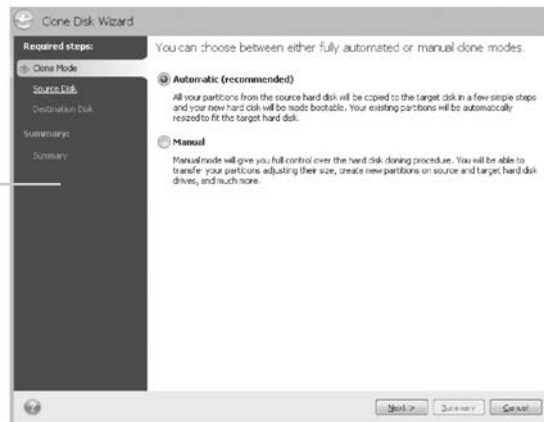 Clone Disk Wizard
Required steps:
Clone Mode
Source Disk
Destination Disk
Summary:
Summary
You can choose between either fully automated or manual clone modes.
Automatic (recommended)
All your partitions from the source hard disk will be copied to the target disk in a few simple steps
and your new hard disk will be made bootable. Your existing partitions will be automatically
resized to fit the target hard disk.
Manual
Manual mode will give you full control over the hard disk cloning procedure. You will be able to
transfer your partitions adjusting their size, create new partitions on source and target hard disk
drives, and much more.
Next >
Summary
Cancel